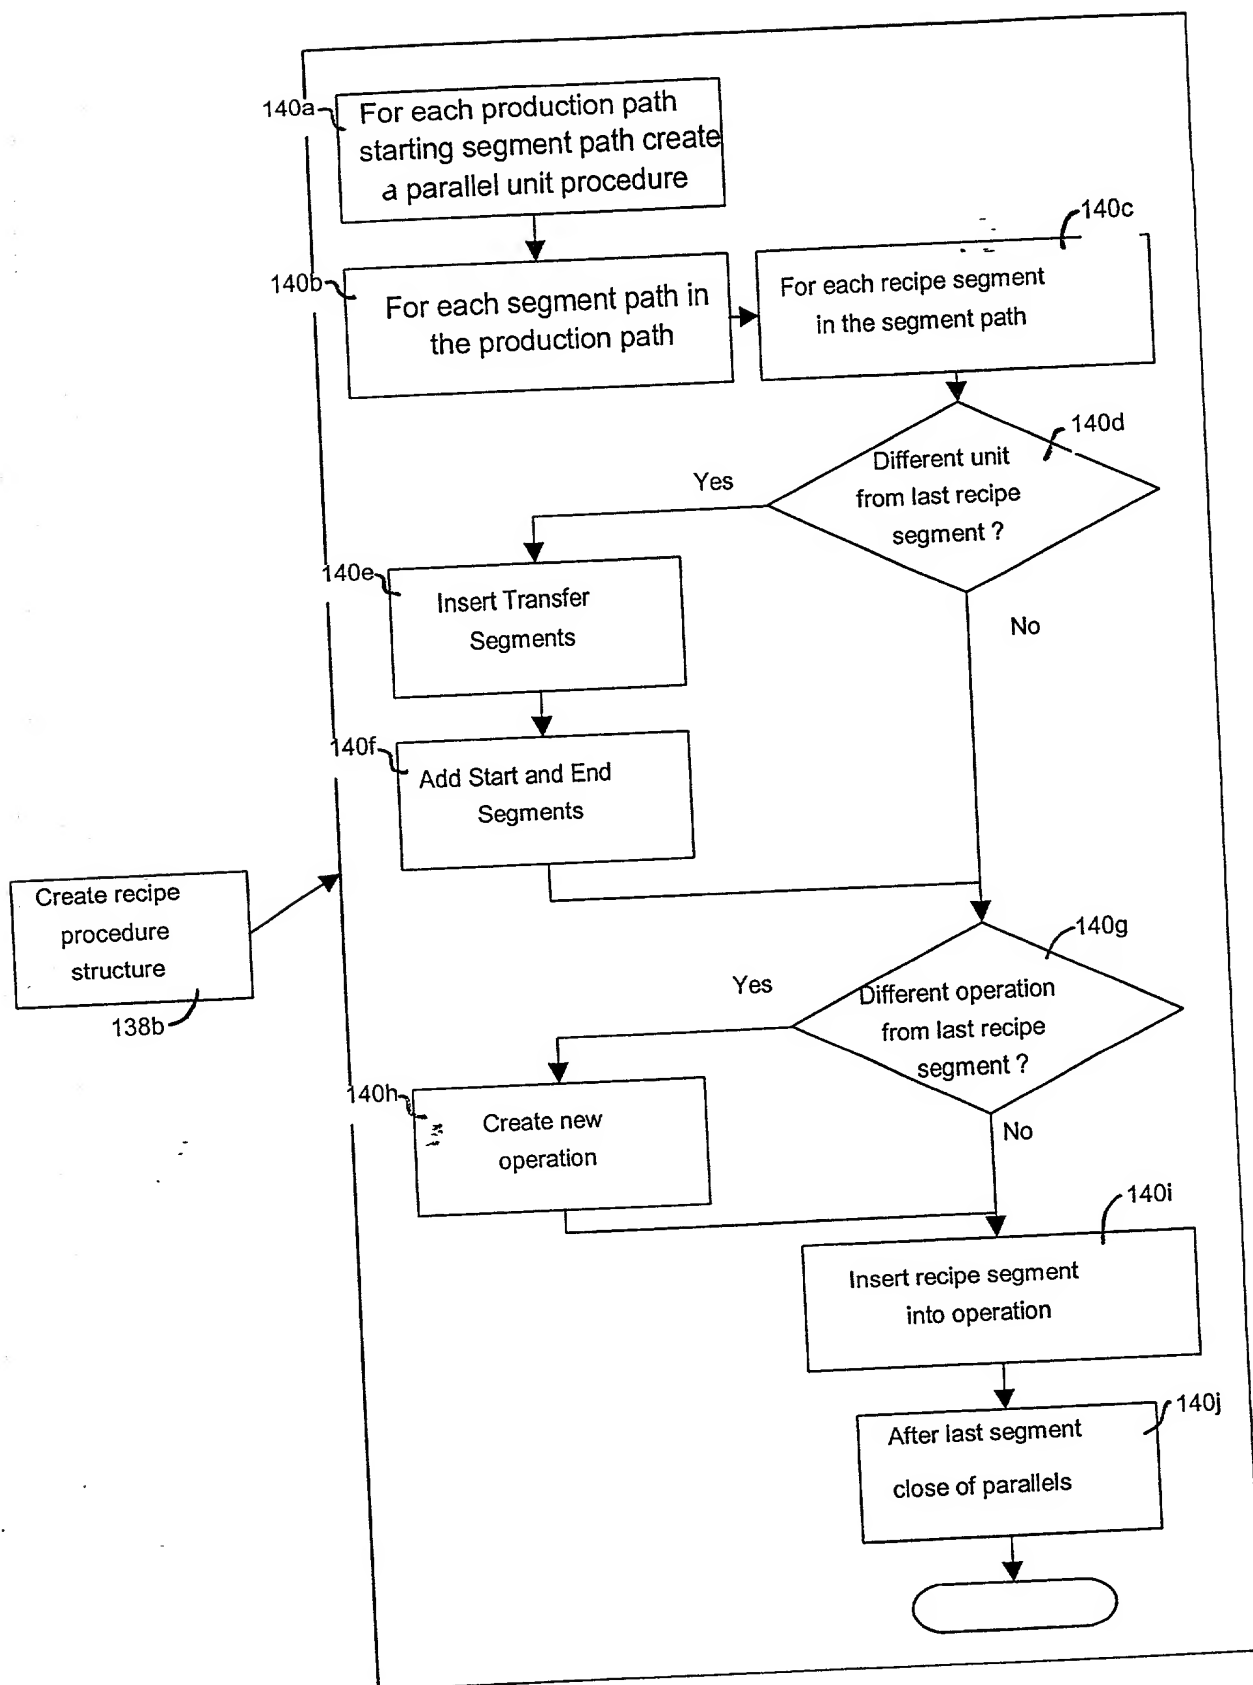 140a
For each production path
starting segment path create
a parallel unit procedure
140b
For each segment path in
the production path
140c
For each recipe segment
in the segment path
140d
Different unit
from last recipe
segment ?
Yes
No
140e
Insert Transfer
Segments
140f
Add Start and End
Segments
Create recipe
procedure
structure
138b
140g
Different operation
from last recipe
segment ?
Yes
No
140h
Create new
operation
140i
Insert recipe segment
into operation
140j
After last segment
close of parallels